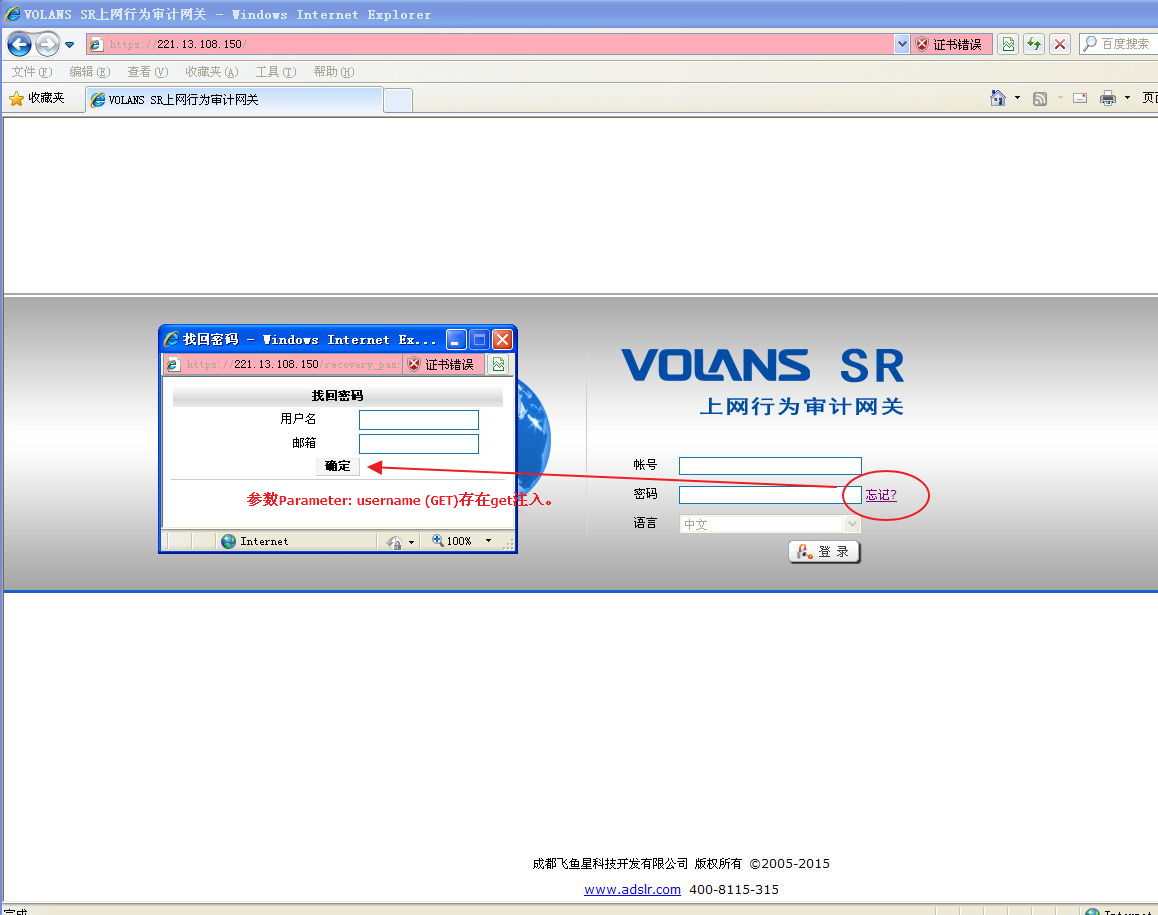 VOLANS SR上网行为审计网关 - Windows Internet Explorer
https://221.13.108.150/
证书错误
百度搜索
文件(F) 编辑(E) 查看(V) 收藏夹(A) 工具(T) 帮助(H)
收藏夹
VOLANS SR上网行为审计网关
找回密码 - Windows Internet Ex...
https://221.13.108.150/recovery_pas
证书错误
找回密码
用户名
邮箱
确定
参数Parameter: username (GET)存在get注入。
Internet
100%
VOLANS SR
上网行为审计网关
帐号
密码
忘记?
语言
中文
登 录
成都飞鱼星科技开发有限公司 版权所有 ©2005-2015
www.adslr.com 400-8115-315
完成
Internet